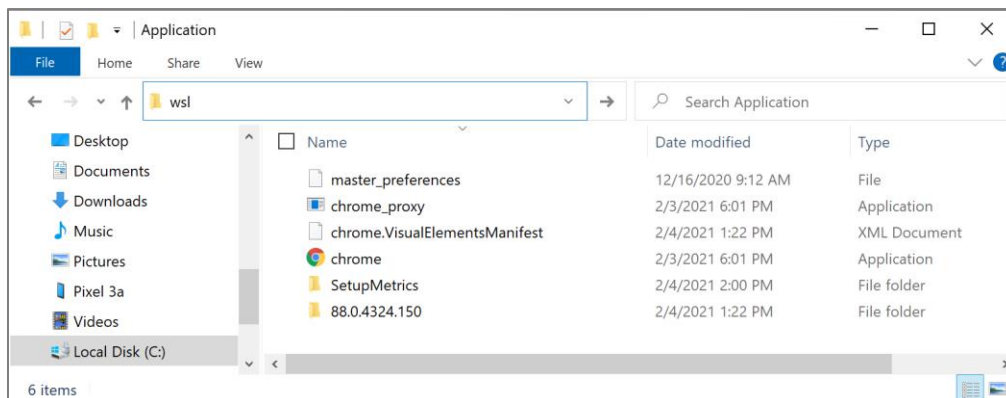 Application
File Home Share View ?
wsl Search Application
Desktop
Documents
Downloads
Music
Pictures
Pixel 3a
Videos
Local Disk (C:)
Name Date modified Type
master_preferences 12/16/2020 9:12 AM File
chrome_proxy 2/3/2021 6:01 PM Application
chrome.VisualElementsManifest 2/4/2021 1:22 PM XML Document
chrome 2/3/2021 6:01 PM Application
SetupMetrics 2/4/2021 2:00 PM File folder
88.0.4324.150 2/4/2021 1:22 PM File folder
6 items